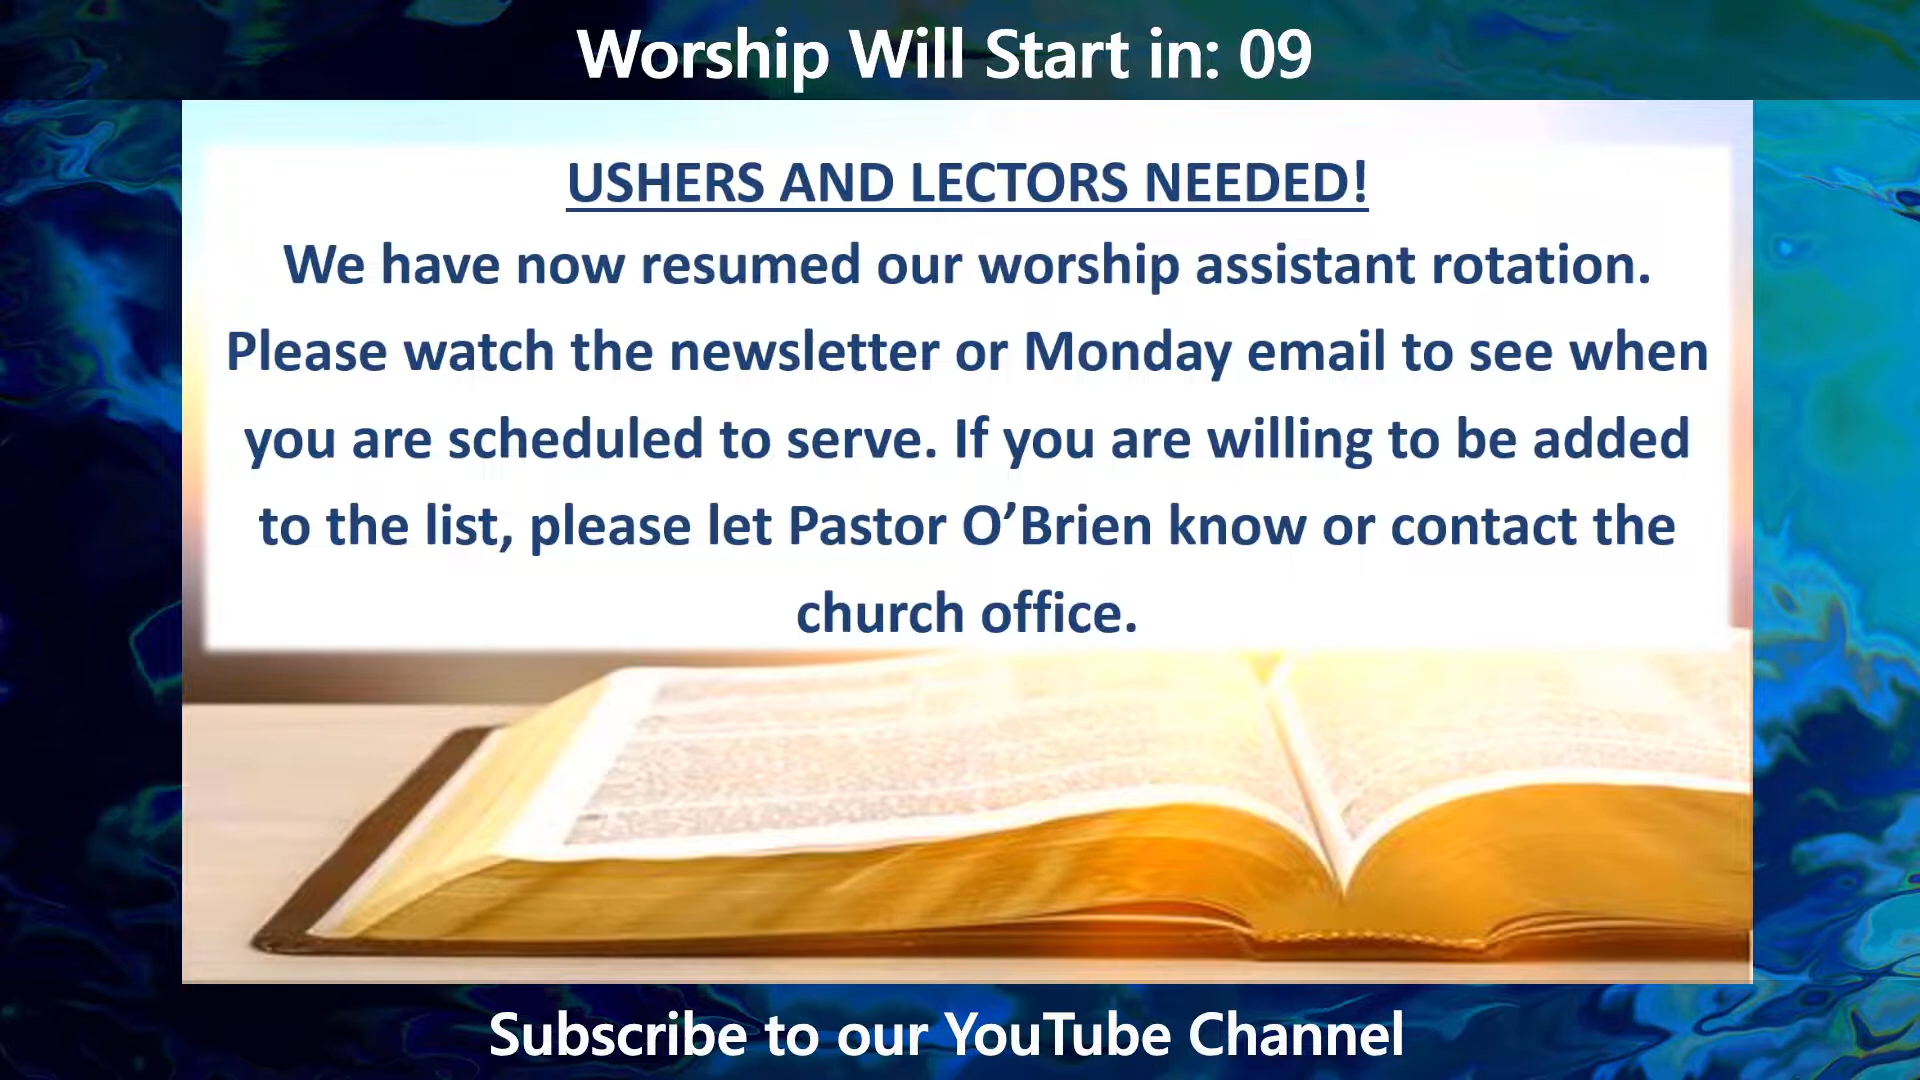 Worship Will Start in: 09
USHERS AND LECTORS NEEDED!
We have now resumed our worship assistant rotation.
Please watch the newsletter or Monday email to see when
you are scheduled to serve. If you are willing to be added
to the list, please let Pastor O’Brien know or contact the
church office.
Subscribe to our YouTube Channel